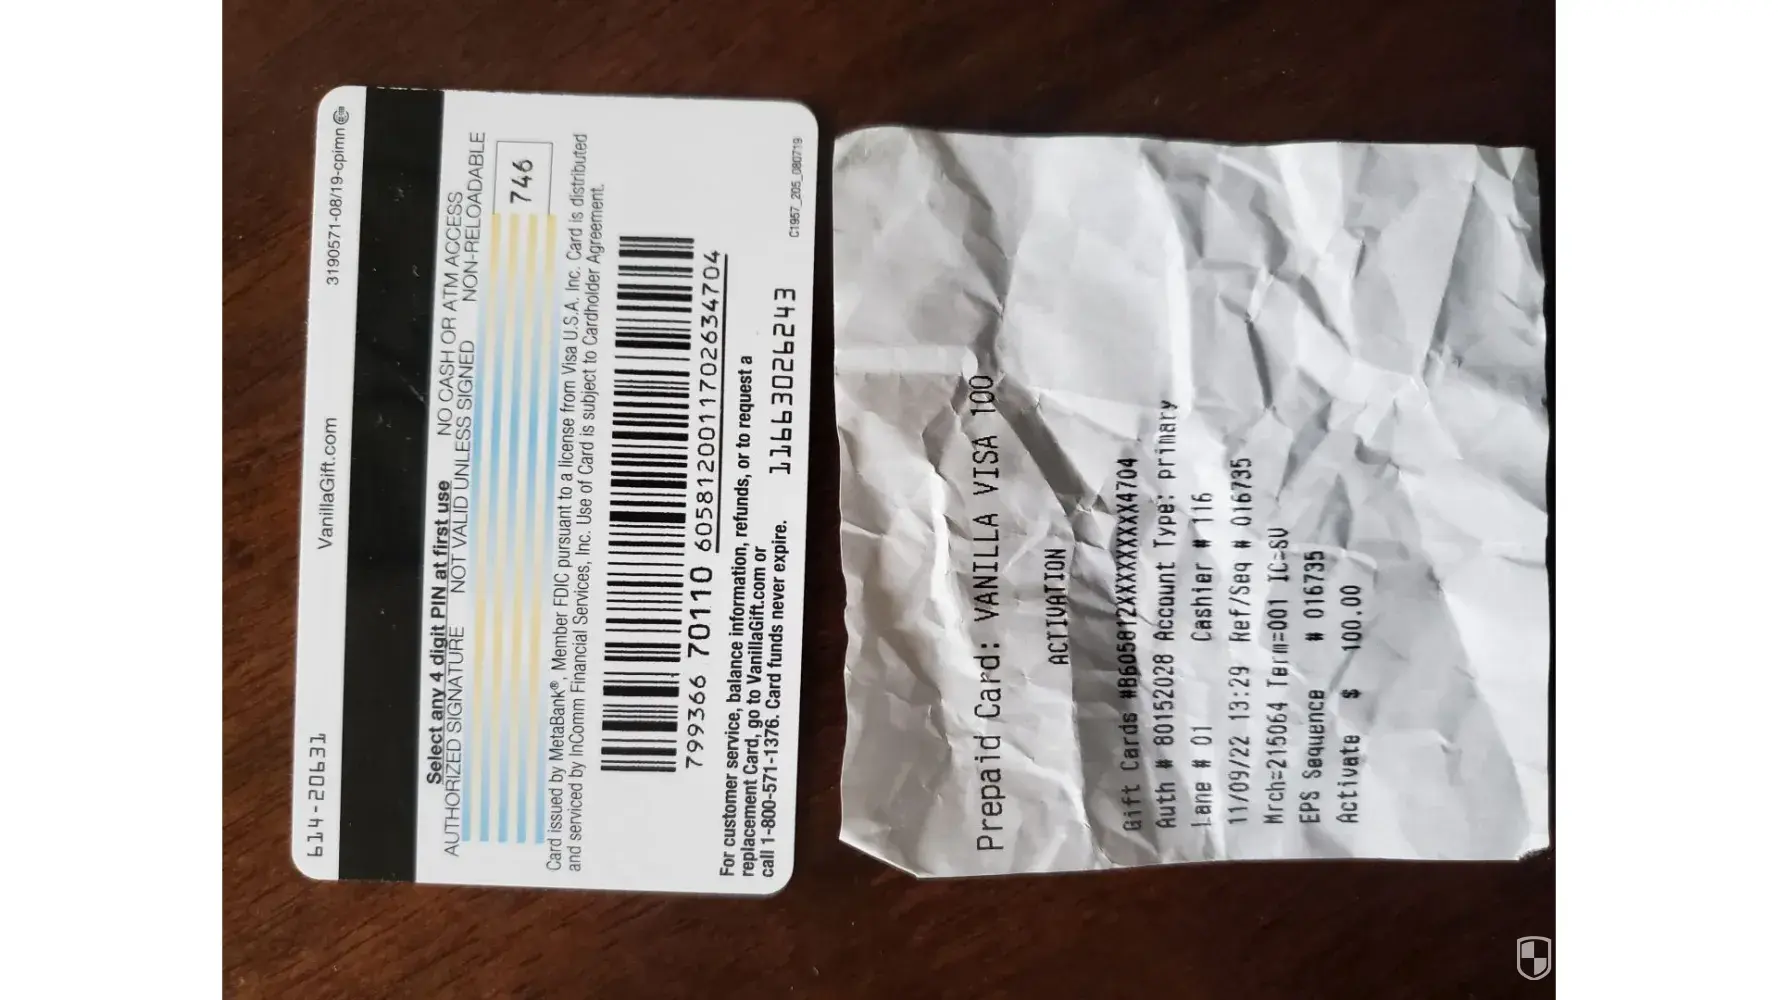 614-20631 VanillaGift.com 3190571-08/19-cpimn
Select any 4 digit PIN at first use NO CASH OR ATM ACCESS
AUTHORIZED SIGNATURE NOT VALID UNLESS SIGNED NON-RELOADABLE
746
Card issued by MetaBank®, Member FDIC pursuant to a license from Visa U.S.A. Inc. Card is distributed
and serviced by InComm Financial Services, Inc. Use of Card is subject to Cardholder Agreement.
799366 70110 6058120011702634704
For customer service, balance information, refunds, or to request a
replacement Card, go to VanillaGift.com or
call 1-800-571-1376. Card funds never expire. 11663026243
C1957_205_080719
Prepaid Card: VANILLA VISA 100
ACTIVATION
Gift Cards #B605812XXXXXXXX4704
Auth # 80152028 Account Type: primary
Lane # 01 Cashier # 116
11/09/22 13:29 Ref/Seq # 016735
Mrch=215064 Term=001 IC=SV
EPS Sequence # 016735
Activate $ 100.00